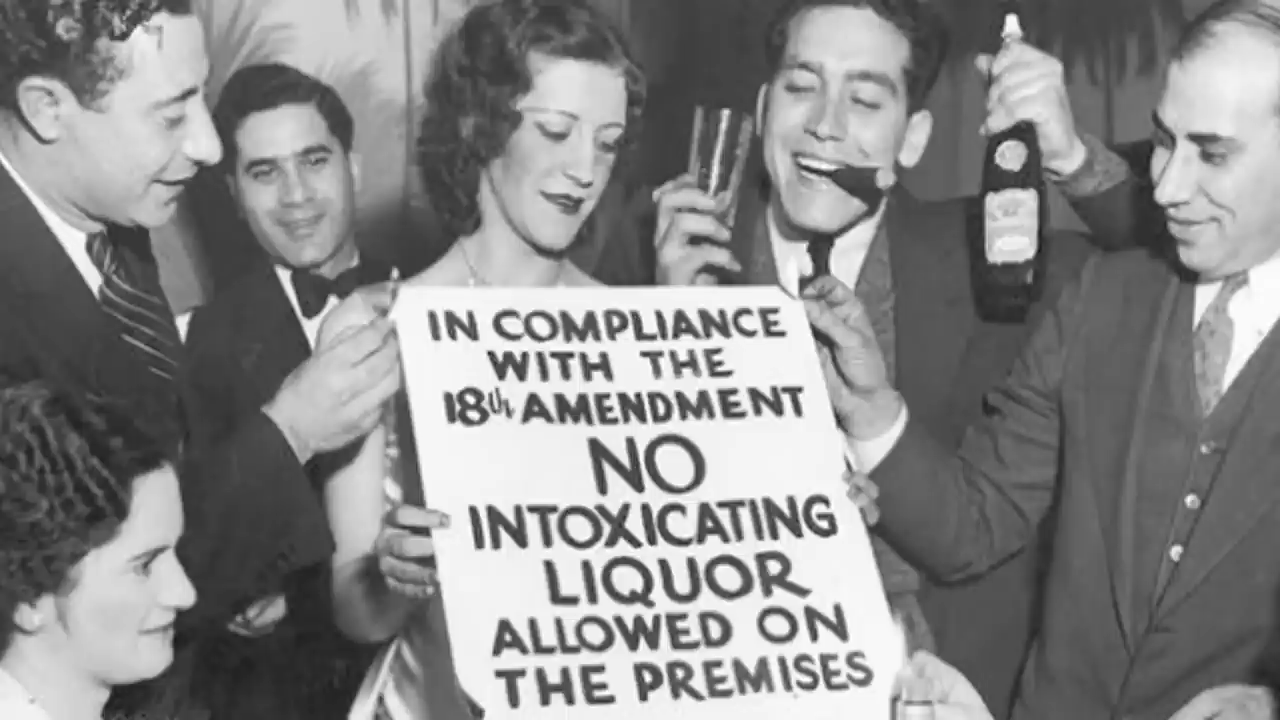 IN COMPLIANCE
WITH THE
18th AMENDMENT
NO
INTOXICATING
LIQUOR
ALLOWED ON
THE PREMISES